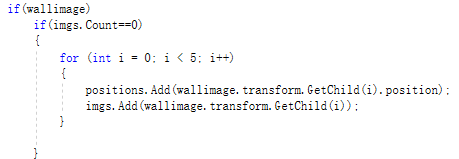 if(wallimage)
if(imgs.Count==0)
{
for (int i = 0; i < 5; i++)
{
positions.Add(wallimage.transform.GetChild(i).position);
imgs.Add(wallimage.transform.GetChild(i));
}
}